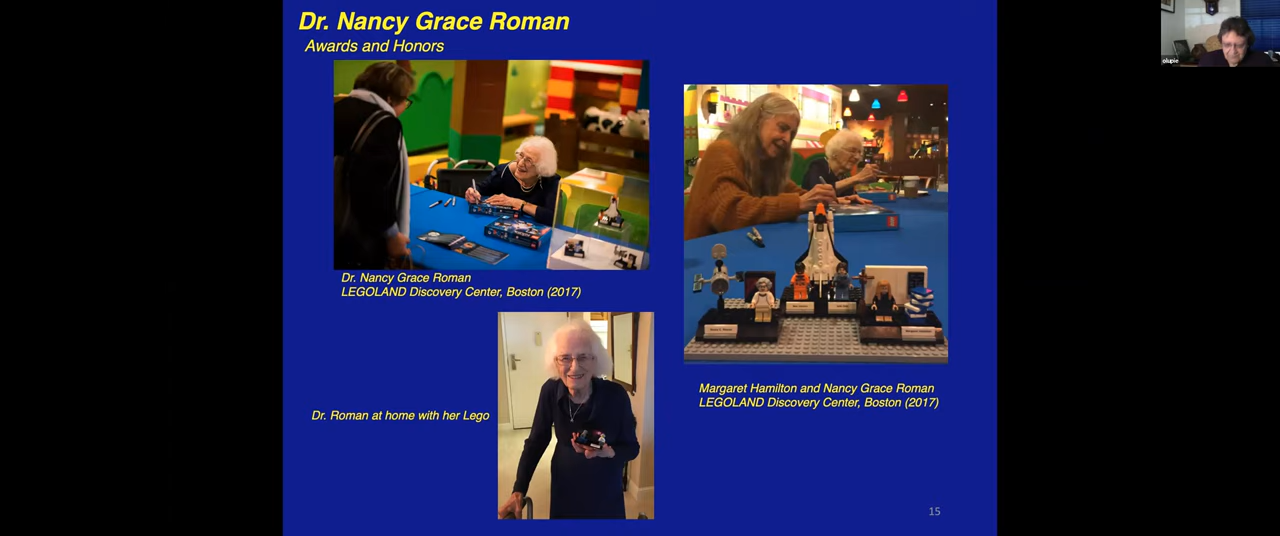 Dr. Nancy Grace Roman
Awards and Honors
Dr. Nancy Grace Roman
LEGOLAND Discovery Center, Boston (2017)
Margaret Hamilton and Nancy Grace Roman
LEGOLAND Discovery Center, Boston (2017)
Dr. Roman at home with her Lego
15
olupie